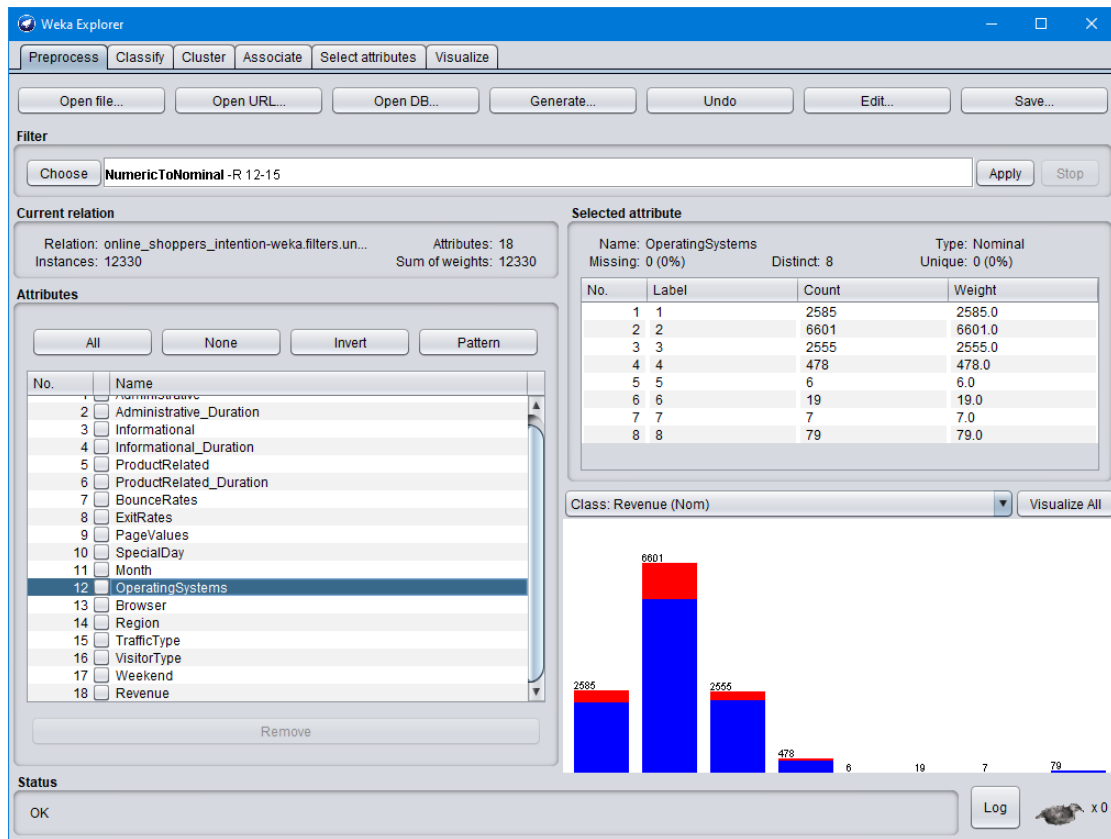 Weka Explorer
Preprocess Classify Cluster Associate Select attributes Visualize
Open file... Open URL... Open DB... Generate... Undo Edit... Save...
Filter
Choose NumericToNominal -R 12-15 Apply Stop
Current relation
Relation: online_shoppers_intention-weka.filters.un... Attributes: 18
Instances: 12330 Sum of weights: 12330
Attributes
All None Invert Pattern
No. Name
1 Administrative
2 Administrative_Duration
3 Informational
4 Informational_Duration
5 ProductRelated
6 ProductRelated_Duration
7 BounceRates
8 ExitRates
9 PageValues
10 SpecialDay
11 Month
12 OperatingSystems
13 Browser
14 Region
15 TrafficType
16 VisitorType
17 Weekend
18 Revenue
Remove
Selected attribute
Name: OperatingSystems Type: Nominal
Missing: 0 (0%) Distinct: 8 Unique: 0 (0%)
No. Label Count Weight
1 1 2585 2585.0
2 2 6601 6601.0
3 3 2555 2555.0
4 4 478 478.0
5 5 6 6.0
6 6 19 19.0
7 7 7 7.0
8 8 79 79.0
Class: Revenue (Nom) Visualize All
2585 6601 2555 478 6 19 7 79
Status
OK
Log x 0